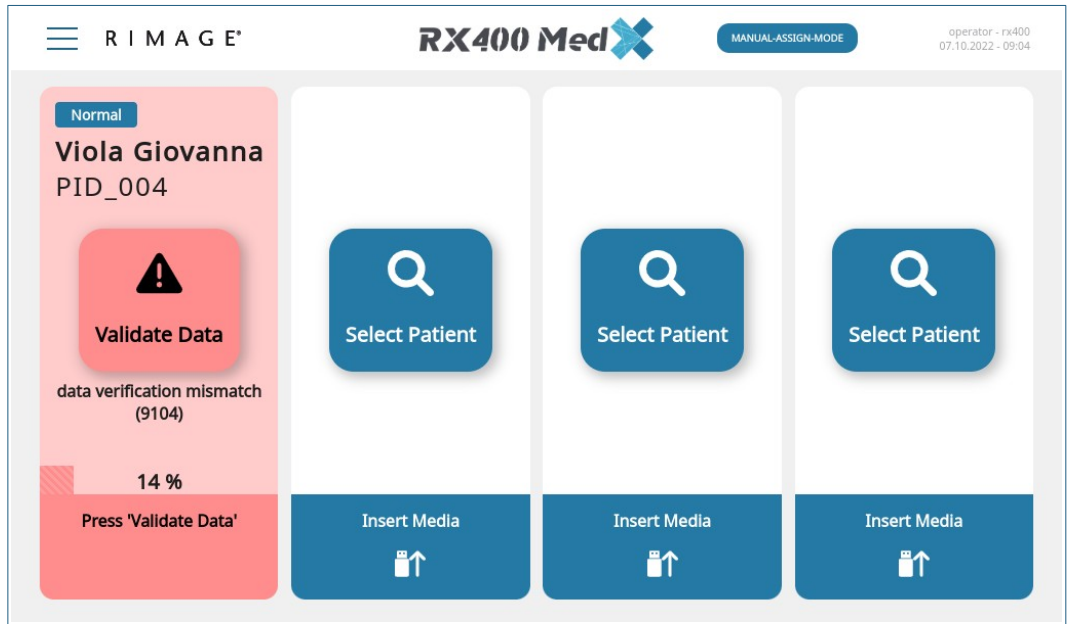 RIMAGE®
RX400 MedX
MANUAL-ASSIGN-MODE
operator - rx400
07.10.2022 - 09:04
Normal
Viola Giovanna
PID_004
Validate Data
data verification mismatch
(9104)
14 %
Press 'Validate Data'
Select Patient
Insert Media
Select Patient
Insert Media
Select Patient
Insert Media